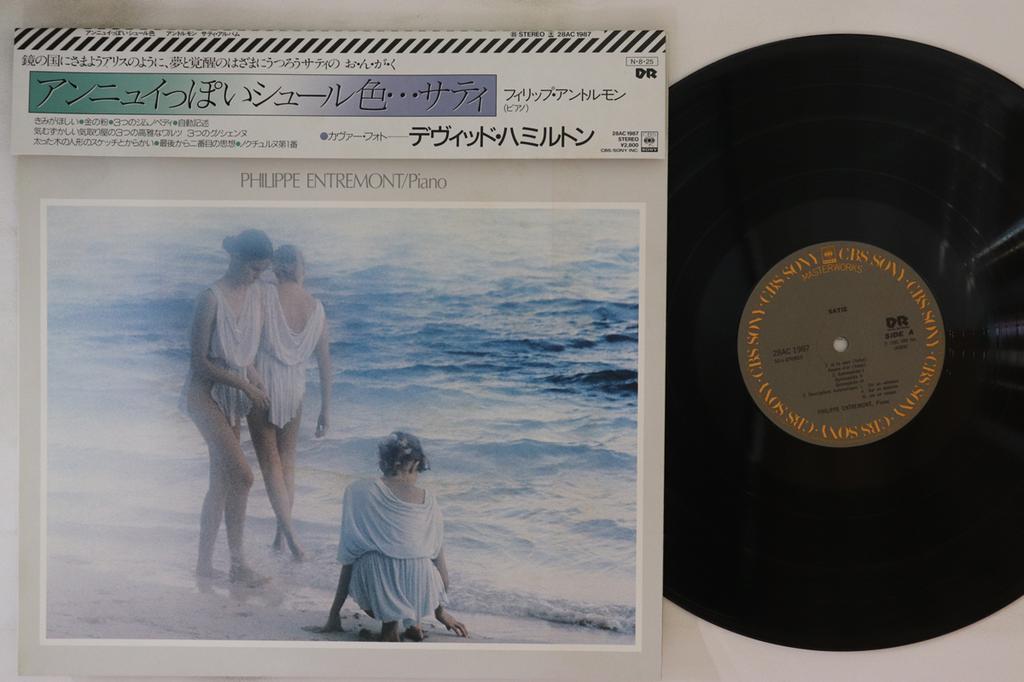 アンニュイっぽいシュール色 アントルモン サティ・アルバム
STEREO 28AC 1987
鏡の国にさまようアリスのように、夢と覚醒のはざまにうつろうサティの お・ん・が・く
N-8-25
DR
アンニュイっぽいシュール色…サティ
フィリップ・アントルモン
(ピアノ)
きみがほしい●金の粉●3つのジムノペディ●自動記述
気むずかしい気取り屋の3つの高雅なワルツ 3つのグノシェンヌ
太った木の人形のスケッチとからかい●最後から二番目の思想●ノクチュルヌ第1番
●カヴァー・フォト──デヴィッド・ハミルトン
28AC 1987
STEREO
¥2,800
CBS/SONY INC.
SONY
PHILIPPE ENTREMONT/Piano
CBS/SONY・CBS/SONY・CBS/SONY・CBS/SONY・CBS/SONY・CBS/SONY
MASTERWORKS
SATIE
DR
SIDE A
28AC 1987
PHILIPPE ENTREMONT, Piano